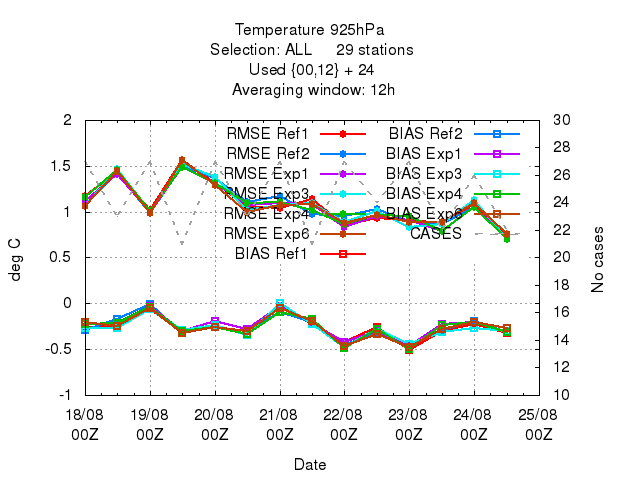 Temperature 925hPa
Selection: ALL 29 stations
Used {00,12} + 24
Averaging window: 12h
2
1.5
1
0.5
0
-0.5
-1
deg C
30
28
26
24
22
20
18
16
14
12
10
No cases
RMSE Ref1
RMSE Ref2
RMSE Exp1
RMSE Exp3
RMSE Exp4
RMSE Exp6
BIAS Ref1
BIAS Ref2
BIAS Exp1
BIAS Exp3
BIAS Exp4
BIAS Exp6
CASES
18/08 19/08 20/08 21/08 22/08 23/08 24/08 25/08
00Z 00Z 00Z 00Z 00Z 00Z 00Z 00Z
Date